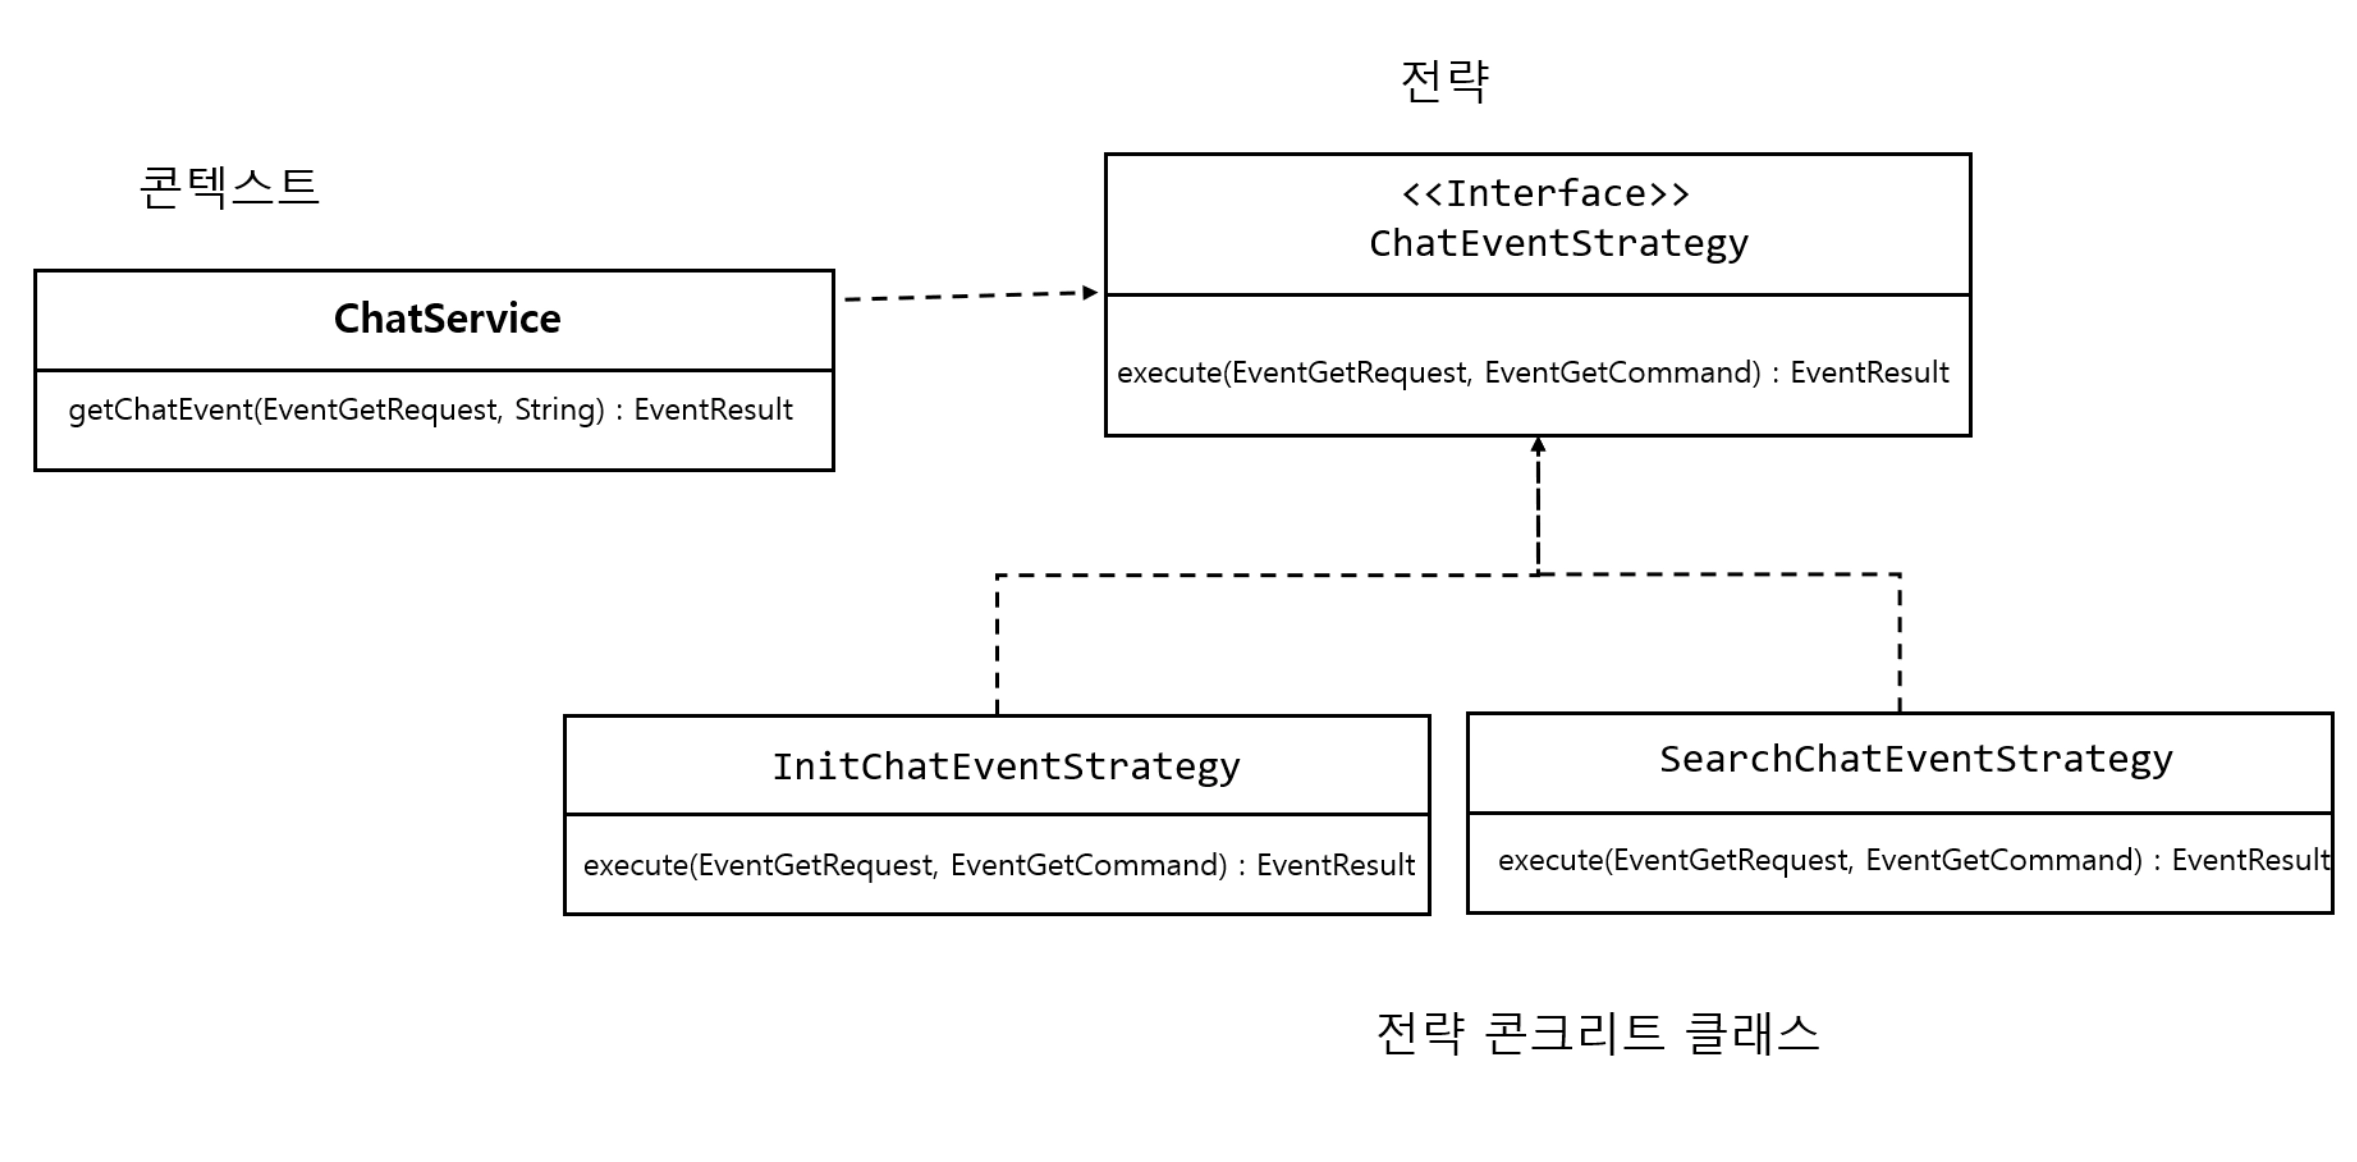 전략
콘텍스트
<<Interface>>
ChatEventStrategy
ChatService
execute(EventGetRequest, EventGetCommand) : EventResult
getChatEvent(EventGetRequest, String) : EventResult
InitChatEventStrategy
SearchChatEventStrategy
execute(EventGetRequest, EventGetCommand) : EventResult
execute(EventGetRequest, EventGetCommand) : EventResult
전략 콘크리트 클래스